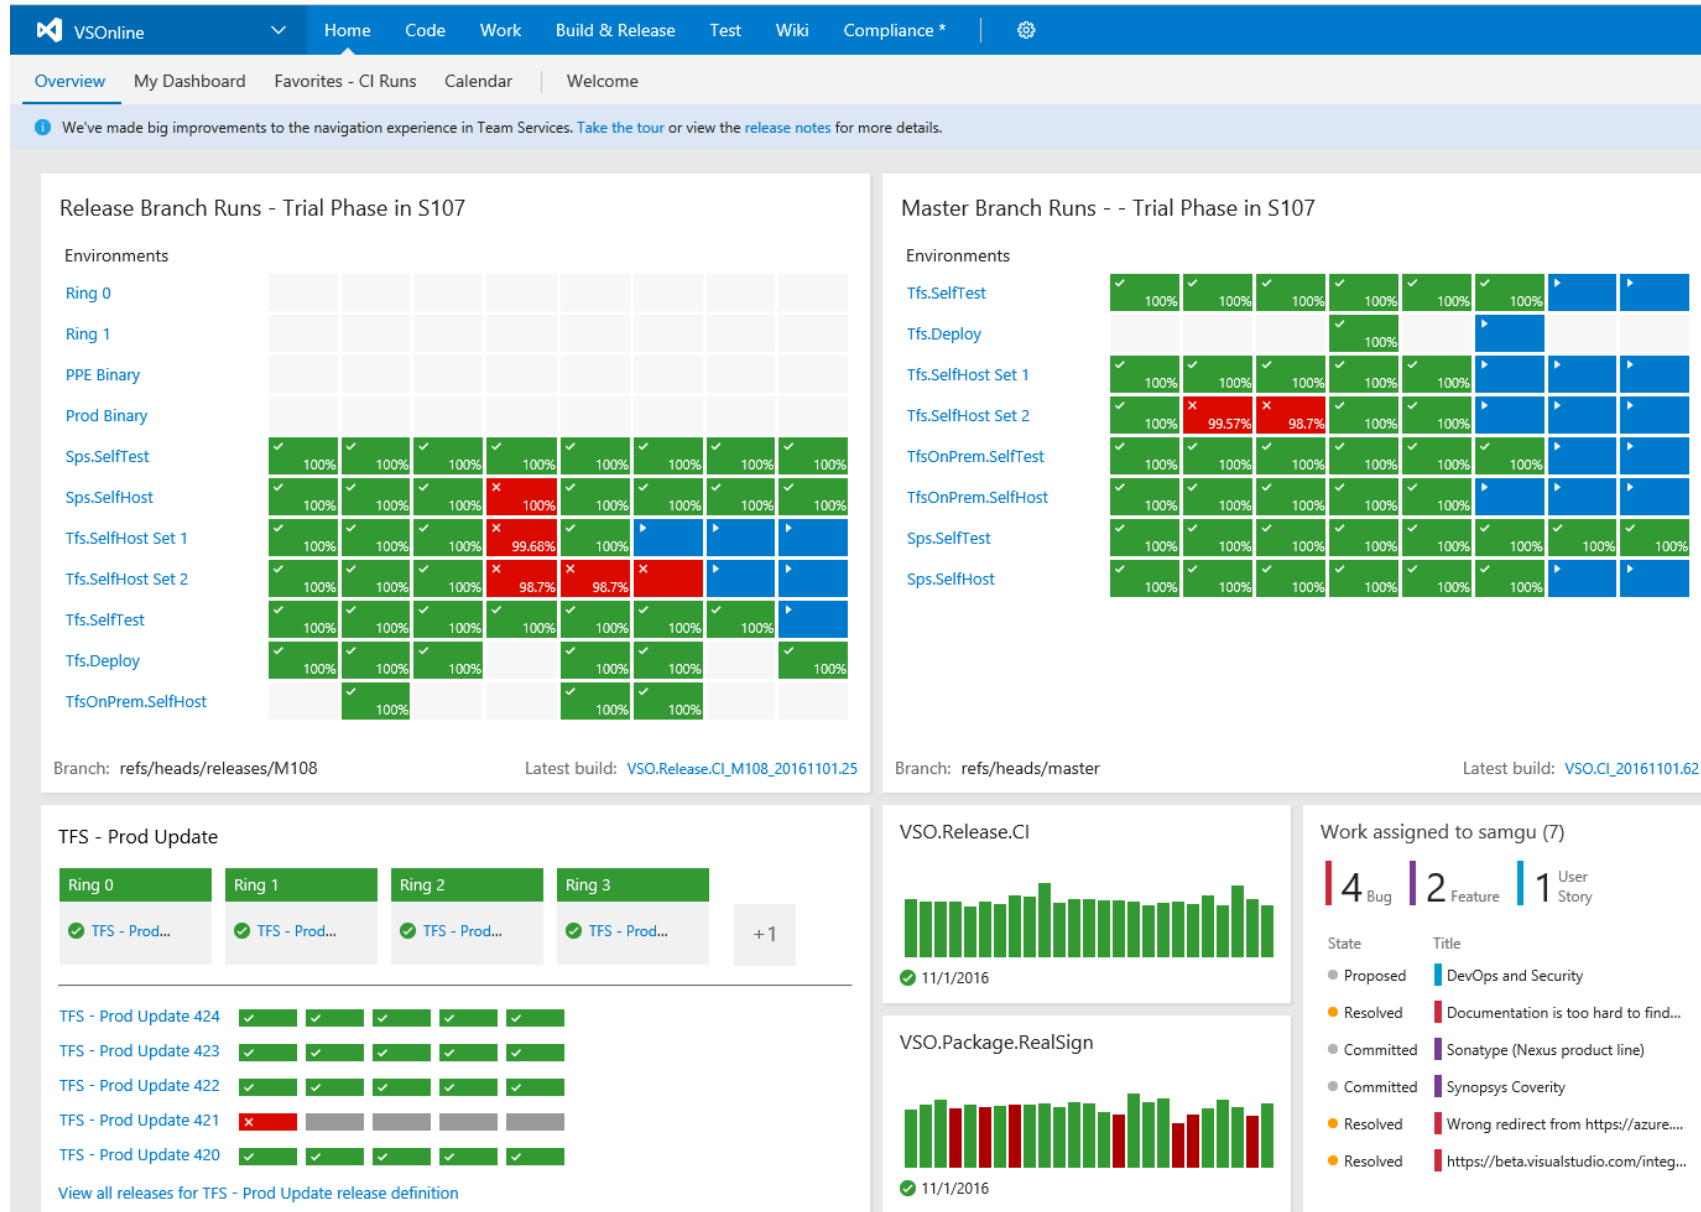 VSOnline Home Code Work Build & Release Test Wiki Compliance *
Overview My Dashboard Favorites - CI Runs Calendar Welcome
We've made big improvements to the navigation experience in Team Services. Take the tour or view the release notes for more details.
Release Branch Runs - Trial Phase in S107
Environments
Ring 0
Ring 1
PPE Binary
Prod Binary
Sps.SelfTest 100% 100% 100% 100% 100% 100% 100% 100%
Sps.SelfHost 100% 100% 100% 100% 100% 100% 100% 100%
Tfs.SelfHost Set 1 100% 100% 100% 99.68% 100%
Tfs.SelfHost Set 2 100% 100% 100% 98.7% 98.7%
Tfs.SelfTest 100% 100% 100% 100% 100% 100% 100%
Tfs.Deploy 100% 100% 100% 100% 100% 100%
TfsOnPrem.SelfHost 100% 100% 100%
Branch: refs/heads/releases/M108 Latest build: VSO.Release.CI_M108_20161101.25
Master Branch Runs - - Trial Phase in S107
Environments
Tfs.SelfTest 100% 100% 100% 100% 100% 100%
Tfs.Deploy 100%
Tfs.SelfHost Set 1 100% 100% 100% 100% 100%
Tfs.SelfHost Set 2 100% 99.57% 98.7% 100% 100%
TfsOnPrem.SelfTest 100% 100% 100% 100% 100% 100%
TfsOnPrem.SelfHost 100% 100% 100% 100% 100%
Sps.SelfTest 100% 100% 100% 100% 100% 100% 100% 100%
Sps.SelfHost 100% 100% 100% 100% 100% 100%
Branch: refs/heads/master Latest build: VSO.CI_20161101.62
TFS - Prod Update
Ring 0 Ring 1 Ring 2 Ring 3
TFS - Prod... TFS - Prod... TFS - Prod... TFS - Prod... +1
TFS - Prod Update 424
TFS - Prod Update 423
TFS - Prod Update 422
TFS - Prod Update 421
TFS - Prod Update 420
View all releases for TFS - Prod Update release definition
VSO.Release.CI
11/1/2016
VSO.Package.RealSign
11/1/2016
Work assigned to samgu (7)
4 Bug 2 Feature 1 User Story
State Title
Proposed DevOps and Security
Resolved Documentation is too hard to find...
Committed Sonatype (Nexus product line)
Committed Synopsys Coverity
Resolved Wrong redirect from https://azure....
Resolved https://beta.visualstudio.com/integ...